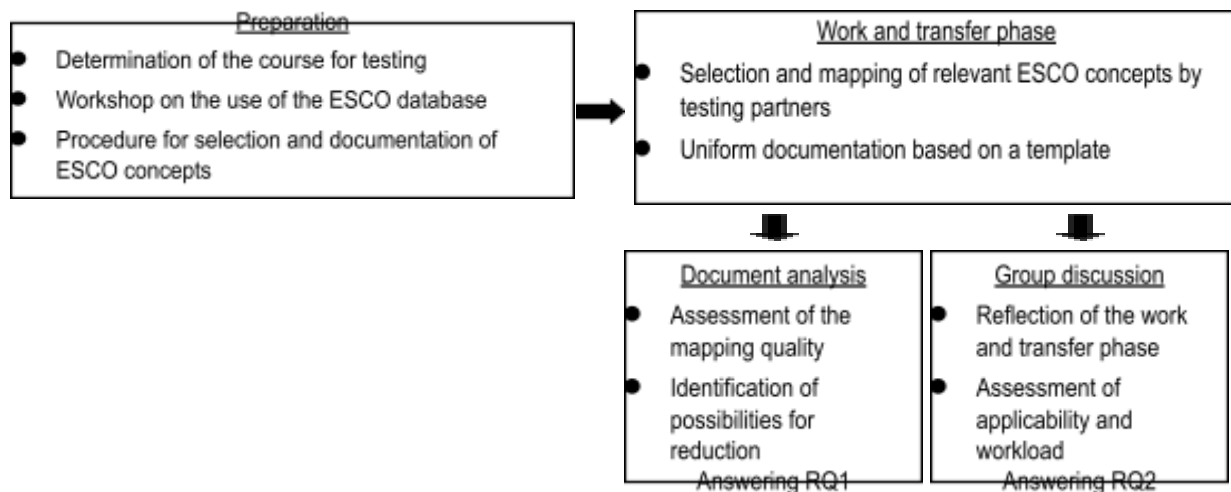 Preparation
● Determination of the course for testing
● Workshop on the use of the ESCO database
● Procedure for selection and documentation of
ESCO concepts
Work and transfer phase
● Selection and mapping of relevant ESCO concepts by
testing partners
● Uniform documentation based on a template
Document analysis
● Assessment of the
mapping quality
● Identification of
possibilities for
reduction
Answering RQ1
Group discussion
● Reflection of the work
and transfer phase
● Assessment of
applicability and
workload
Answering RQ2